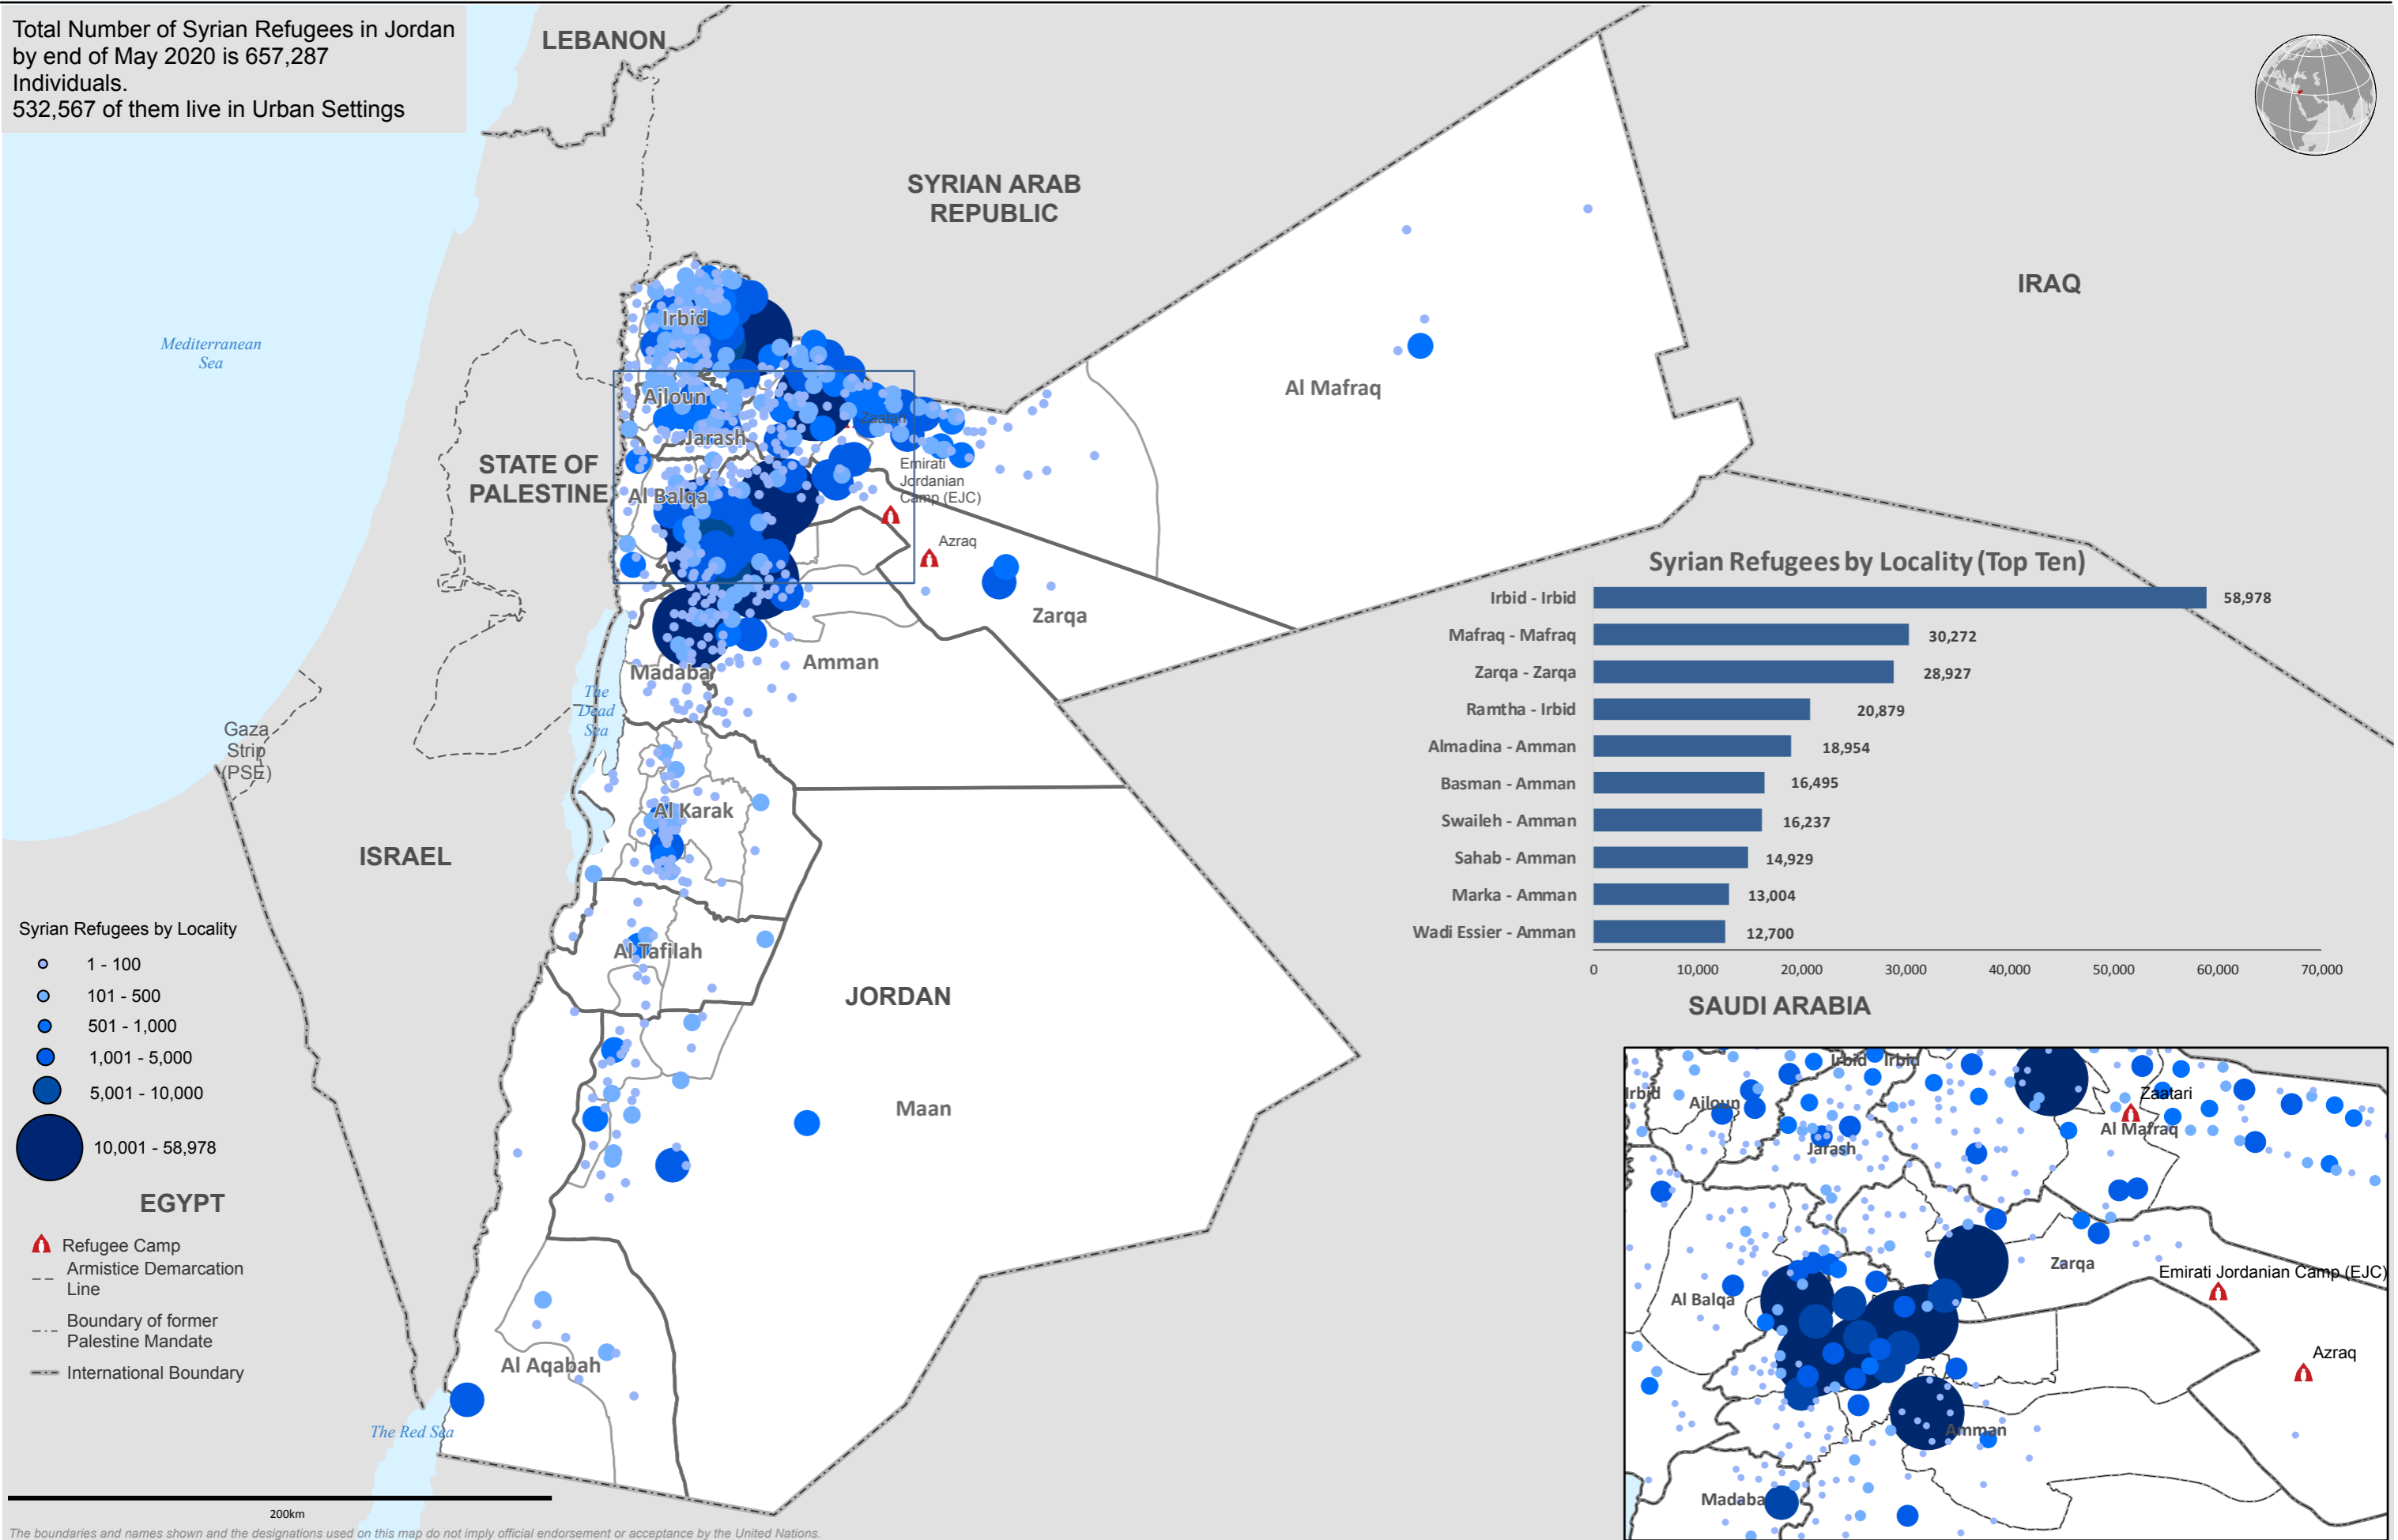 Total Number of Syrian Refugees in Jordan
by end of May 2020 is 657,287
Individuals.
532,567 of them live in Urban Settings
LEBANON
SYRIAN ARAB
REPUBLIC
IRAQ
Mediterranean
Sea
Irbid
Al Mafraq
Ajloun
Zaatari
Jarash
STATE OF
PALESTINE
Emirati
Jordanian
Camp (EJC)
Al Balqa
Azraq
Zarqa
Amman
Madaba
The
Dead
Sea
Gaza
Strip
(PSE)
Al Karak
ISRAEL
Al Tafilah
JORDAN
Maan
Al Aqabah
The Red Sea
Syrian Refugees by Locality (Top Ten)
Irbid - Irbid 58,978
Mafraq - Mafraq 30,272
Zarqa - Zarqa 28,927
Ramtha - Irbid 20,879
Almadina - Amman 18,954
Basman - Amman 16,495
Swaileh - Amman 16,237
Sahab - Amman 14,929
Marka - Amman 13,004
Wadi Essier - Amman 12,700
0 10,000 20,000 30,000 40,000 50,000 60,000 70,000
SAUDI ARABIA
Syrian Refugees by Locality
1 - 100
101 - 500
501 - 1,000
1,001 - 5,000
5,001 - 10,000
10,001 - 58,978
EGYPT
Refugee Camp
Armistice Demarcation
Line
Boundary of former
Palestine Mandate
International Boundary
Irbid Irbid
Irbid
Ajloun
Zaatari
Al Mafraq
Jarash
Zarqa
Emirati Jordanian Camp (EJC)
Al Balqa
Azraq
Amman
Madaba
200km
The boundaries and names shown and the designations used on this map do not imply official endorsement or acceptance by the United Nations.